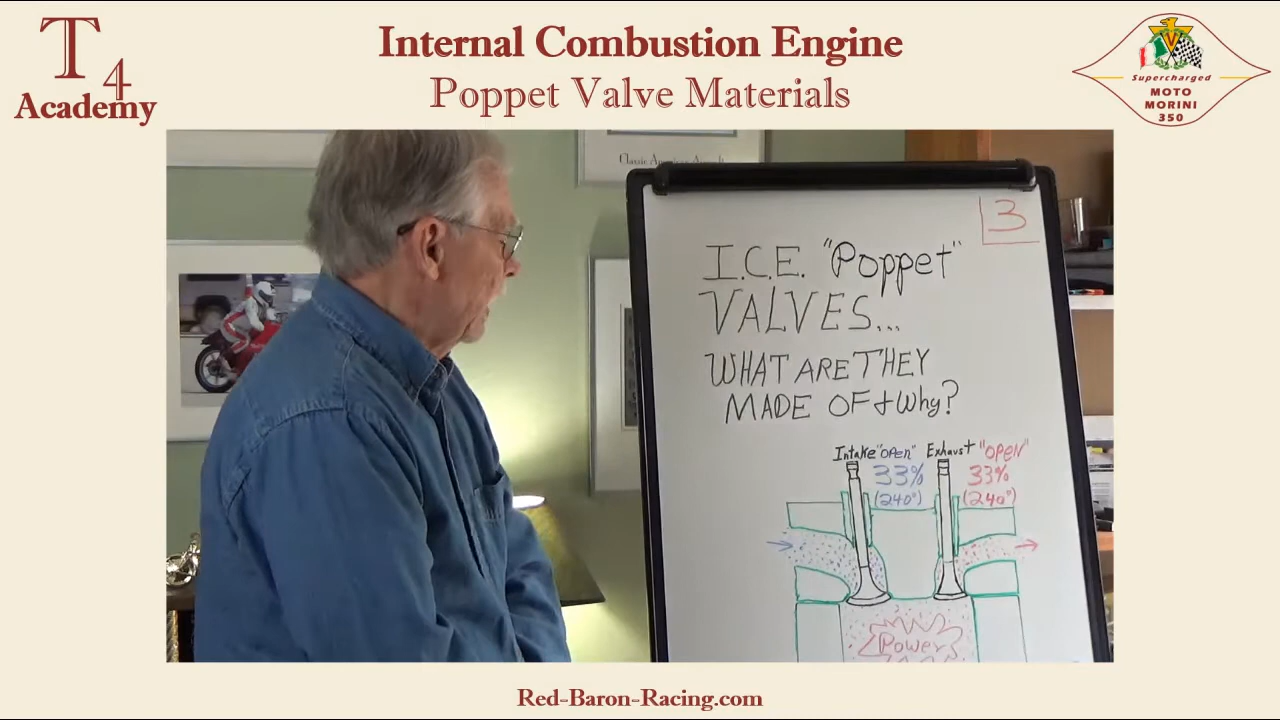 T4
Academy
Internal Combustion Engine
Poppet Valve Materials
Supercharged
MOTO
MORINI
350
3
I.C.E. "Poppet"
VALVES...
WHAT ARE THEY
MADE OF & Why?
Intake "OPEN" Exhaust "OPEN"
33% 33%
(240°) (240°)
Power
Red-Baron-Racing.com